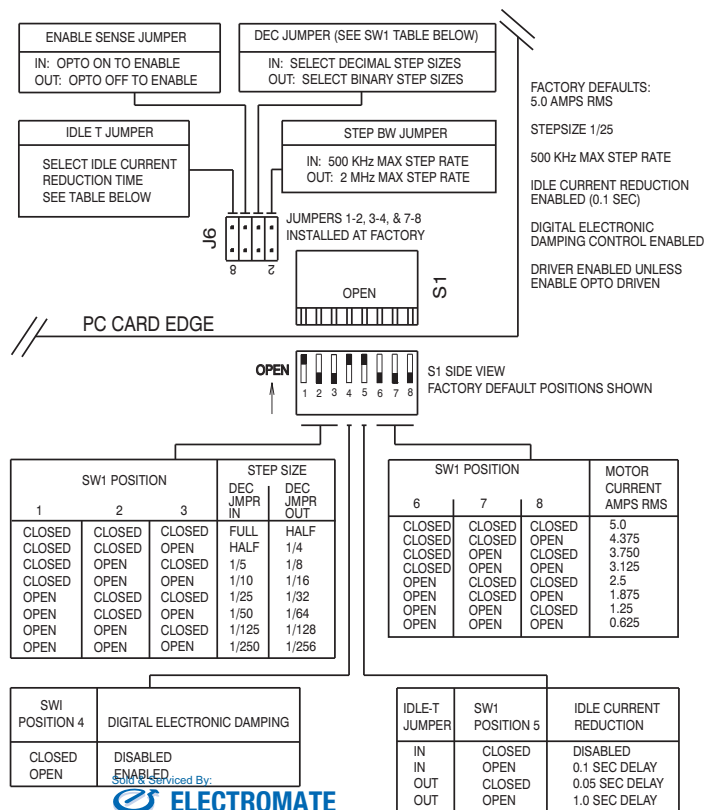 ENABLE SENSE JUMPER
IN: OPTO ON TO ENABLE
OUT: OPTO OFF TO ENABLE
DEC JUMPER (SEE SW1 TABLE BELOW)
IN: SELECT DECIMAL STEP SIZES
OUT: SELECT BINARY STEP SIZES
IDLE T JUMPER
SELECT IDLE CURRENT
REDUCTION TIME
SEE TABLE BELOW
STEP BW JUMPER
IN: 500 KHz MAX STEP RATE
OUT: 2 MHz MAX STEP RATE
FACTORY DEFAULTS:
5.0 AMPS RMS
STEPSIZE 1/25
500 KHz MAX STEP RATE
IDLE CURRENT REDUCTION
ENABLED (0.1 SEC)
DIGITAL ELECTRONIC
DAMPING CONTROL ENABLED
DRIVER ENABLED UNLESS
ENABLE OPTO DRIVEN
J6
8 2
JUMPERS 1-2, 3-4, & 7-8
INSTALLED AT FACTORY
OPEN
S1
PC CARD EDGE
OPEN
1 2 3 4 5 6 7 8
S1 SIDE VIEW
FACTORY DEFAULT POSITIONS SHOWN
SW1 POSITION STEP SIZE
1 2 3 DEC JMPR IN DEC JMPR OUT
CLOSED CLOSED CLOSED FULL HALF
CLOSED CLOSED OPEN HALF 1/4
CLOSED OPEN CLOSED 1/5 1/8
CLOSED OPEN OPEN 1/10 1/16
OPEN CLOSED CLOSED 1/25 1/32
OPEN CLOSED OPEN 1/50 1/64
OPEN OPEN CLOSED 1/125 1/128
OPEN OPEN OPEN 1/250 1/256
SW1 POSITION MOTOR CURRENT AMPS RMS
6 7 8
CLOSED CLOSED CLOSED 5.0
CLOSED CLOSED OPEN 4.375
CLOSED OPEN CLOSED 3.750
CLOSED OPEN OPEN 3.125
OPEN CLOSED CLOSED 2.5
OPEN CLOSED OPEN 1.875
OPEN OPEN CLOSED 1.25
OPEN OPEN OPEN 0.625
SWI POSITION 4 DIGITAL ELECTRONIC DAMPING
CLOSED DISABLED
OPEN ENABLED
IDLE-T JUMPER SW1 POSITION 5 IDLE CURRENT REDUCTION
IN CLOSED DISABLED
IN OPEN 0.1 SEC DELAY
OUT CLOSED 0.05 SEC DELAY
OUT OPEN 1.0 SEC DELAY
Sold & Serviced By:
ELECTROMATE